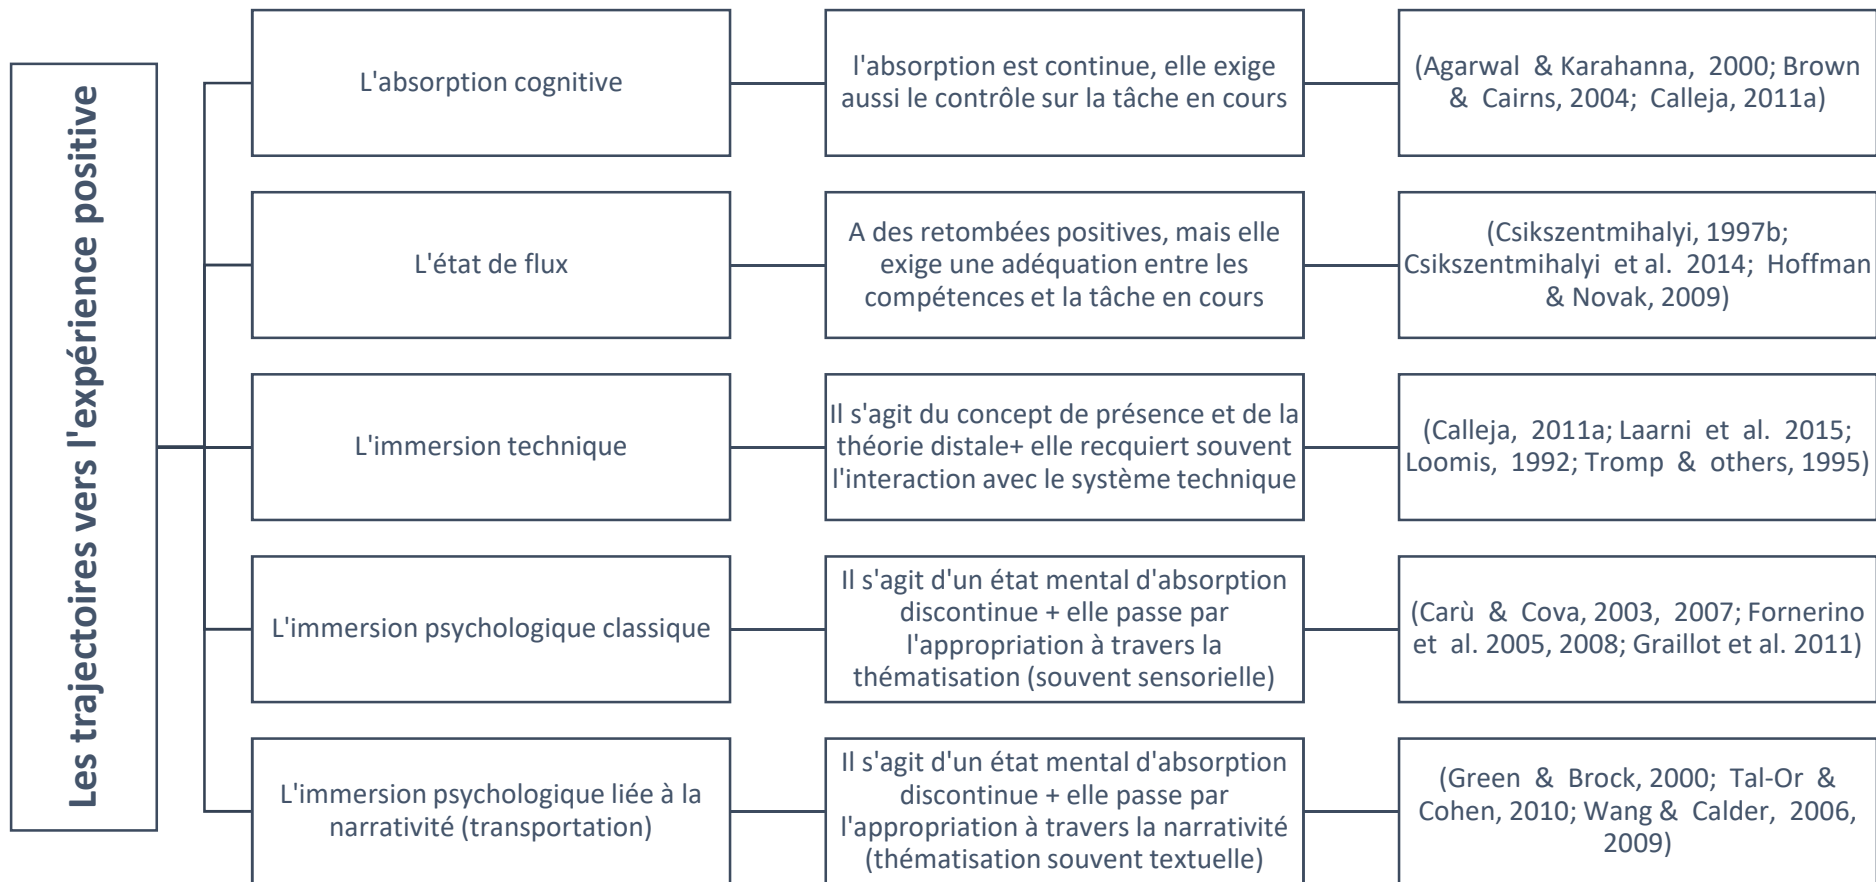 Les trajectoires vers l'expérience positive
L'absorption cognitive
l'absorption est continue, elle exige
aussi le contrôle sur la tâche en cours
(Agarwal & Karahanna, 2000; Brown
& Cairns, 2004; Calleja, 2011a)
L'état de flux
A des retombées positives, mais elle
exige une adéquation entre les
compétences et la tâche en cours
(Csikszentmihalyi, 1997b;
Csikszentmihalyi et al. 2014; Hoffman
& Novak, 2009)
L'immersion technique
Il s'agit du concept de présence et de la
théorie distale+ elle recquiert souvent
l'interaction avec le système technique
(Calleja, 2011a; Laarni et al. 2015;
Loomis, 1992; Tromp & others, 1995)
L'immersion psychologique classique
Il s'agit d'un état mental d'absorption
discontinue + elle passe par
l'appropriation à travers la
thématisation (souvent sensorielle)
(Carù & Cova, 2003, 2007; Fornerino
et al. 2005, 2008; Graillot et al. 2011)
L'immersion psychologique liée à la
narrativité (transportation)
Il s'agit d'un état mental d'absorption
discontinue + elle passe par
l'appropriation à travers la narrativité
(thématisation souvent textuelle)
(Green & Brock, 2000; Tal-Or &
Cohen, 2010; Wang & Calder, 2006,
2009)